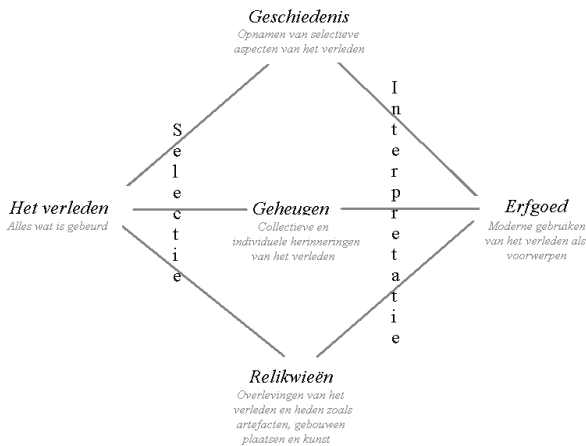 Geschiedenis
Opnamen van selectieve
aspecten van het verleden
Selectie
Interpretatie
Het verleden
Alles wat is gebeurd
Geheugen
Collectieve en
individuele herinneringen
van het verleden
Erfgoed
Moderne gebruiken
van het verleden als
voorwerpen
Relikwieën
Overlevingen van het
verleden en heden zoals
artefacten, gebouwen
plaatsen en kunst